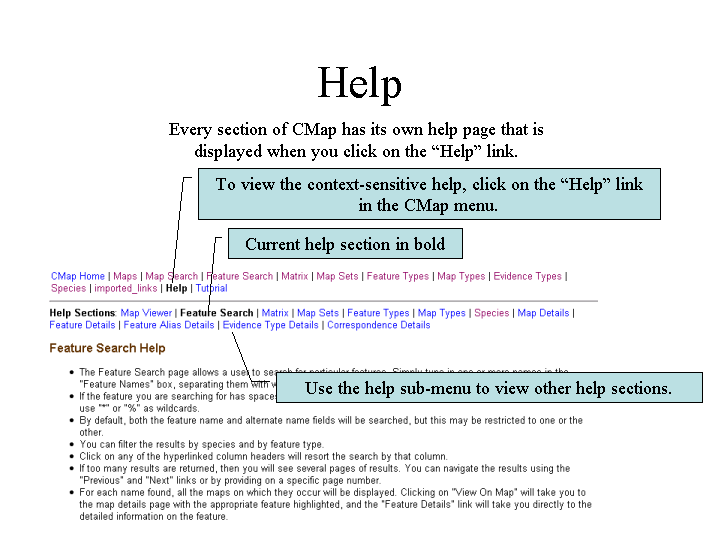 Help
Every section of CMap has its own help page that is
displayed when you click on the “Help” link.
To view the context-sensitive help, click on the “Help” link
in the CMap menu.
Current help section in bold
CMap Home | Maps | Map Search | Feature Search | Matrix | Map Sets | Feature Types | Map Types | Evidence Types |
Species | imported_links | Help | Tutorial
Help Sections: Map Viewer | Feature Search | Matrix | Map Sets | Feature Types | Map Types | Species | Map Details |
Feature Details | Feature Alias Details | Evidence Type Details | Correspondence Details
Feature Search Help
• The Feature Search page allows a user to search for particular features. Simply type in one or more names in the
"Feature Names" box, separating them with
Use the help sub-menu to view other help sections.
• If the feature you are searching for has spaces
use "*" or "%" as wildcards.
• By default, both the feature name and alternate name fields will be searched, but this may be restricted to one or the
other.
• You can filter the results by species and by feature type.
• Click on any of the hyperlinked column headers will resort the search by that column.
• If too many results are returned, then you will see several pages of results. You can navigate the results using the
"Previous" and "Next" links or by providing on a specific page number.
• For each name found, all the maps on which they occur will be displayed. Clicking on "View On Map" will take you to
the map details page with the appropriate feature highlighted, and the "Feature Details" link will take you directly to the
detailed information on the feature.